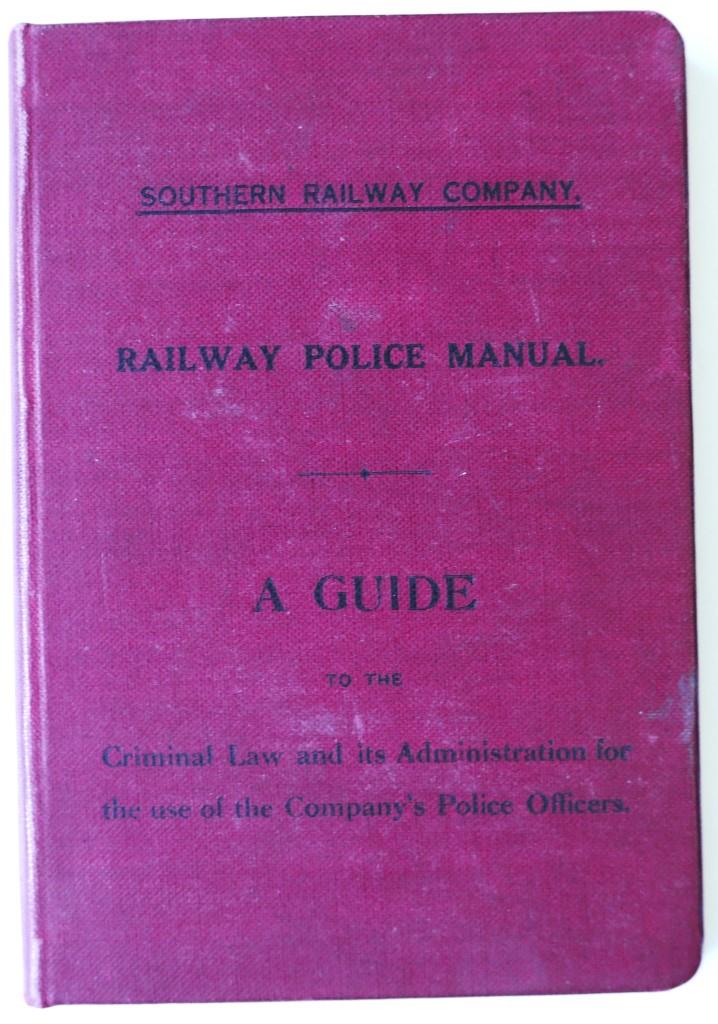 SOUTHERN RAILWAY COMPANY.
RAILWAY POLICE MANUAL.
A GUIDE
TO THE
Criminal Law and its Administration for
the use of the Company's Police Officers.